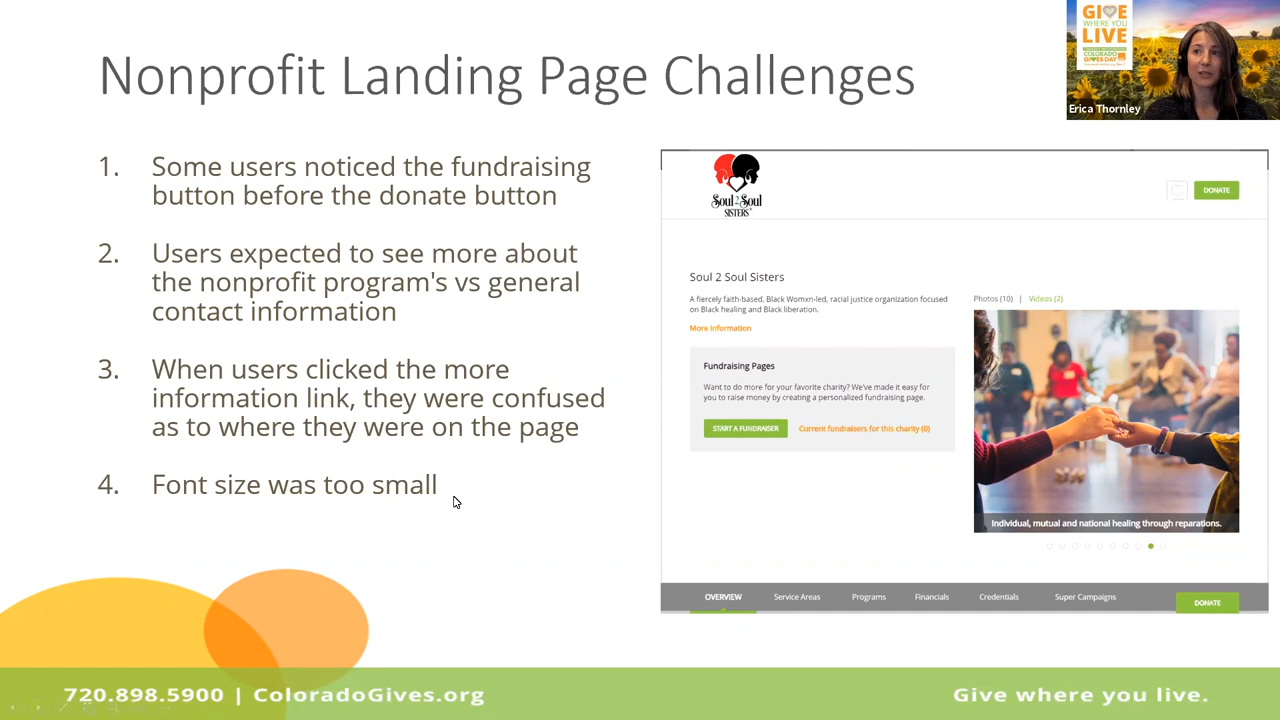 Nonprofit Landing Page Challenges
GIVE
WHERE YOU
LIVE
COLORADO
GIVES DAY
Erica Thornley
1. Some users noticed the fundraising
button before the donate button
2. Users expected to see more about
the nonprofit program's vs general
contact information
3. When users clicked the more
information link, they were confused
as to where they were on the page
4. Font size was too small
Soul 2 Soul
SISTERS
DONATE
Soul 2 Soul Sisters
A fiercely faith-based, Black Womxn-led, racial justice organization focused
on Black healing and Black liberation.
More Information
Fundraising Pages
Want to do more for your favorite charity? We've made it easy for
you to raise money by creating a personalized fundraising page.
START A FUNDRAISER
Current fundraisers for this charity (0)
Photos (10) | Videos (2)
Individual, mutual and national healing through reparations.
OVERVIEW Service Areas Programs Financials Credentials Super Campaigns DONATE
720.898.5900 | ColoradoGives.org
Give where you live.